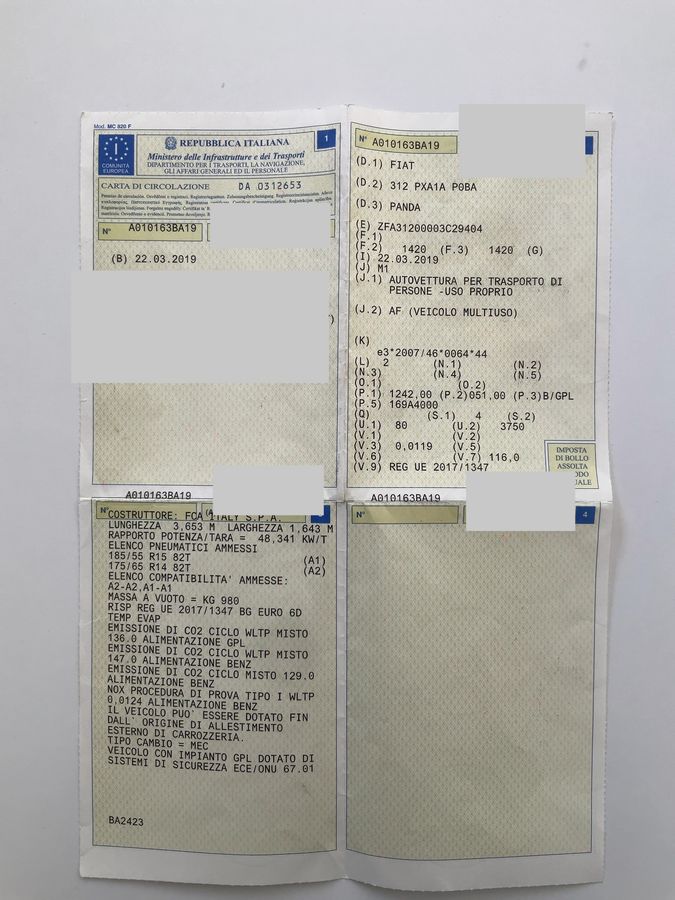 Mod. MC 820 F
REPUBBLICA ITALIANA
1
I
COMUNITÀ
EUROPEA
Ministero delle Infrastrutture e dei Trasporti
DIPARTIMENTO PER I TRASPORTI, LA NAVIGAZIONE,
GLI AFFARI GENERALI ED IL PERSONALE
CARTA DI CIRCOLAZIONE DA 0312653
N° A010163BA19
(B) 22.03.2019
)
N° A010163BA19
(D.1) FIAT
(D.2) 312 PXA1A P0BA
(D.3) PANDA
(E) ZFA31200003C29404
(F.1)
(F.2) 1420 (F.3) 1420 (G)
(I) 22.03.2019
(J) M1
(J.1) AUTOVETTURA PER TRASPORTO DI
PERSONE -USO PROPRIO
(J.2) AF (VEICOLO MULTIUSO)
(K)
e3*2007/46*0064*44
(L) 2 (N.1) (N.2)
(N.3) (N.4) (N.5)
(O.1) (O.2)
(P.1) 1242,00 (P.2)051,00 (P.3)B/GPL
(P.5) 169A4000
(Q) (S.1) 4 (S.2)
(U.1) 80 (U.2) 3750
(V.1) (V.2)
(V.3) 0,0119 (V.5)
(V.6) (V.7) 116,0
(V.9) REG UE 2017/1347
IMPOSTA
DI BOLLO
ASSOLTA
A010163BA19
N°
COSTRUTTORE: FCA ITALY S.P.A.
LUNGHEZZA 3,653 M LARGHEZZA 1,643 M
RAPPORTO POTENZA/TARA = 48,341 KW/T
ELENCO PNEUMATICI AMMESSI
185/55 R15 82T (A1)
175/65 R14 82T (A2)
ELENCO COMPATIBILITA' AMMESSE:
A2-A2,A1-A1
MASSA A VUOTO = KG 980
RISP REG UE 2017/1347 BG EURO 6D
TEMP EVAP
EMISSIONE DI CO2 CICLO WLTP MISTO
136.0 ALIMENTAZIONE GPL
EMISSIONE DI CO2 CICLO WLTP MISTO
147.0 ALIMENTAZIONE BENZ
EMISSIONE DI CO2 CICLO MISTO 129.0
ALIMENTAZIONE BENZ
NOX PROCEDURA DI PROVA TIPO I WLTP
0,0124 ALIMENTAZIONE BENZ
IL VEICOLO PUO' ESSERE DOTATO FIN
DALL' ORIGINE DI ALLESTIMENTO
ESTERNO DI CARROZZERIA.
TIPO CAMBIO = MEC
VEICOLO CON IMPIANTO GPL DOTATO DI
SISTEMI DI SICUREZZA ECE/ONU 67.01
BA2423
A010163BA19
N°
4